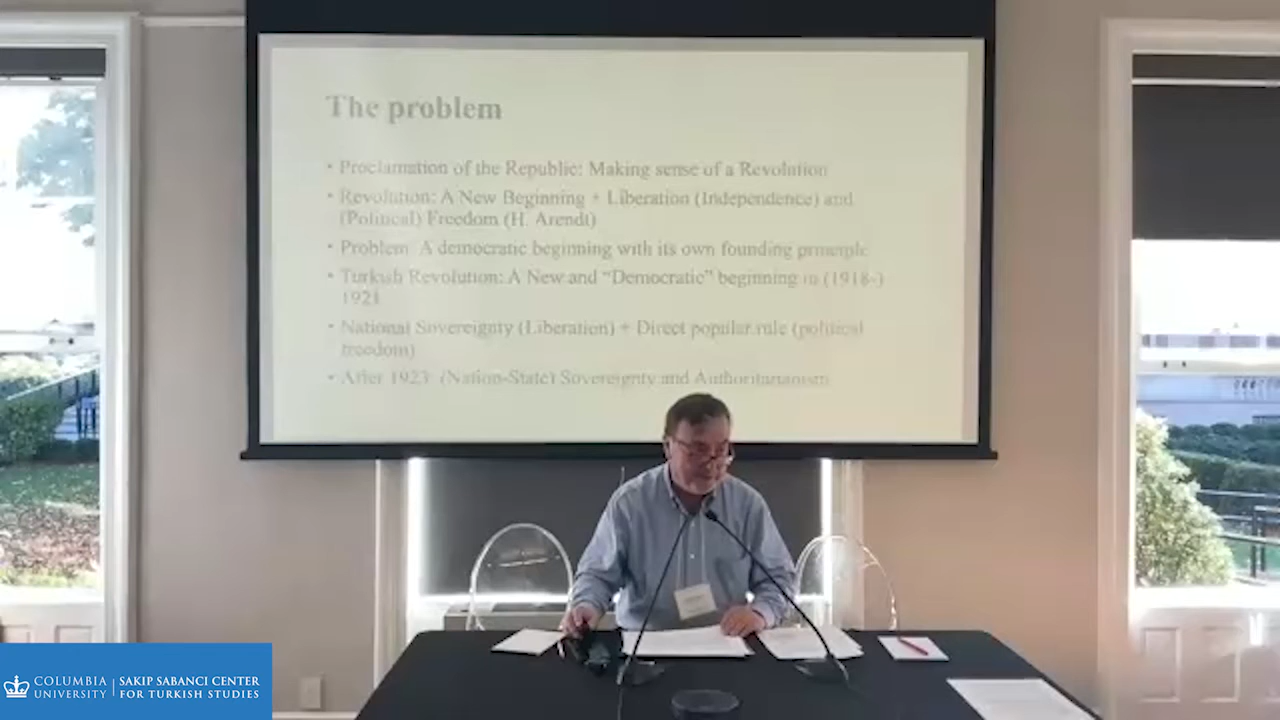 The problem
• Proclamation of the Republic: Making sense of a Revolution
• Revolution: A New Beginning + Liberation (Independence) and
(Political) Freedom (H. Arendt)
• Problem: A democratic beginning with its own founding principle
• Turkish Revolution: A New and “Democratic” beginning in (1918-)
1921
• National Sovereignty (Liberation) + Direct popular rule (political
freedom)
• After 1923: (Nation-State) Sovereignty and Authoritarianism
COLUMBIA
UNIVERSITY
SAKIP SABANCI CENTER
FOR TURKISH STUDIES